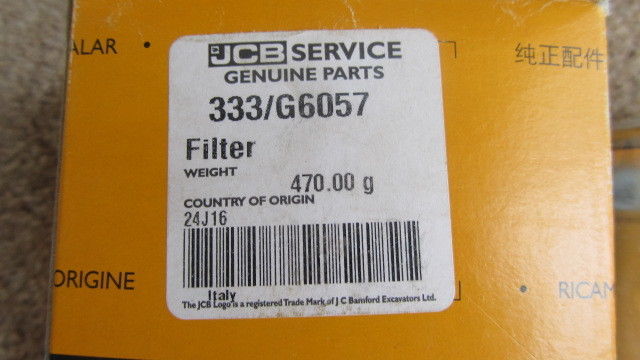 ALAR •
JCB SERVICE
GENUINE PARTS
纯正配件
333/G6057
Filter
WEIGHT
470.00 g
COUNTRY OF ORIGIN
24J16
Italy
The JCB Logo is a registered Trade Mark of J C Bamford Excavators Ltd.
ORIGINE
• RICAM